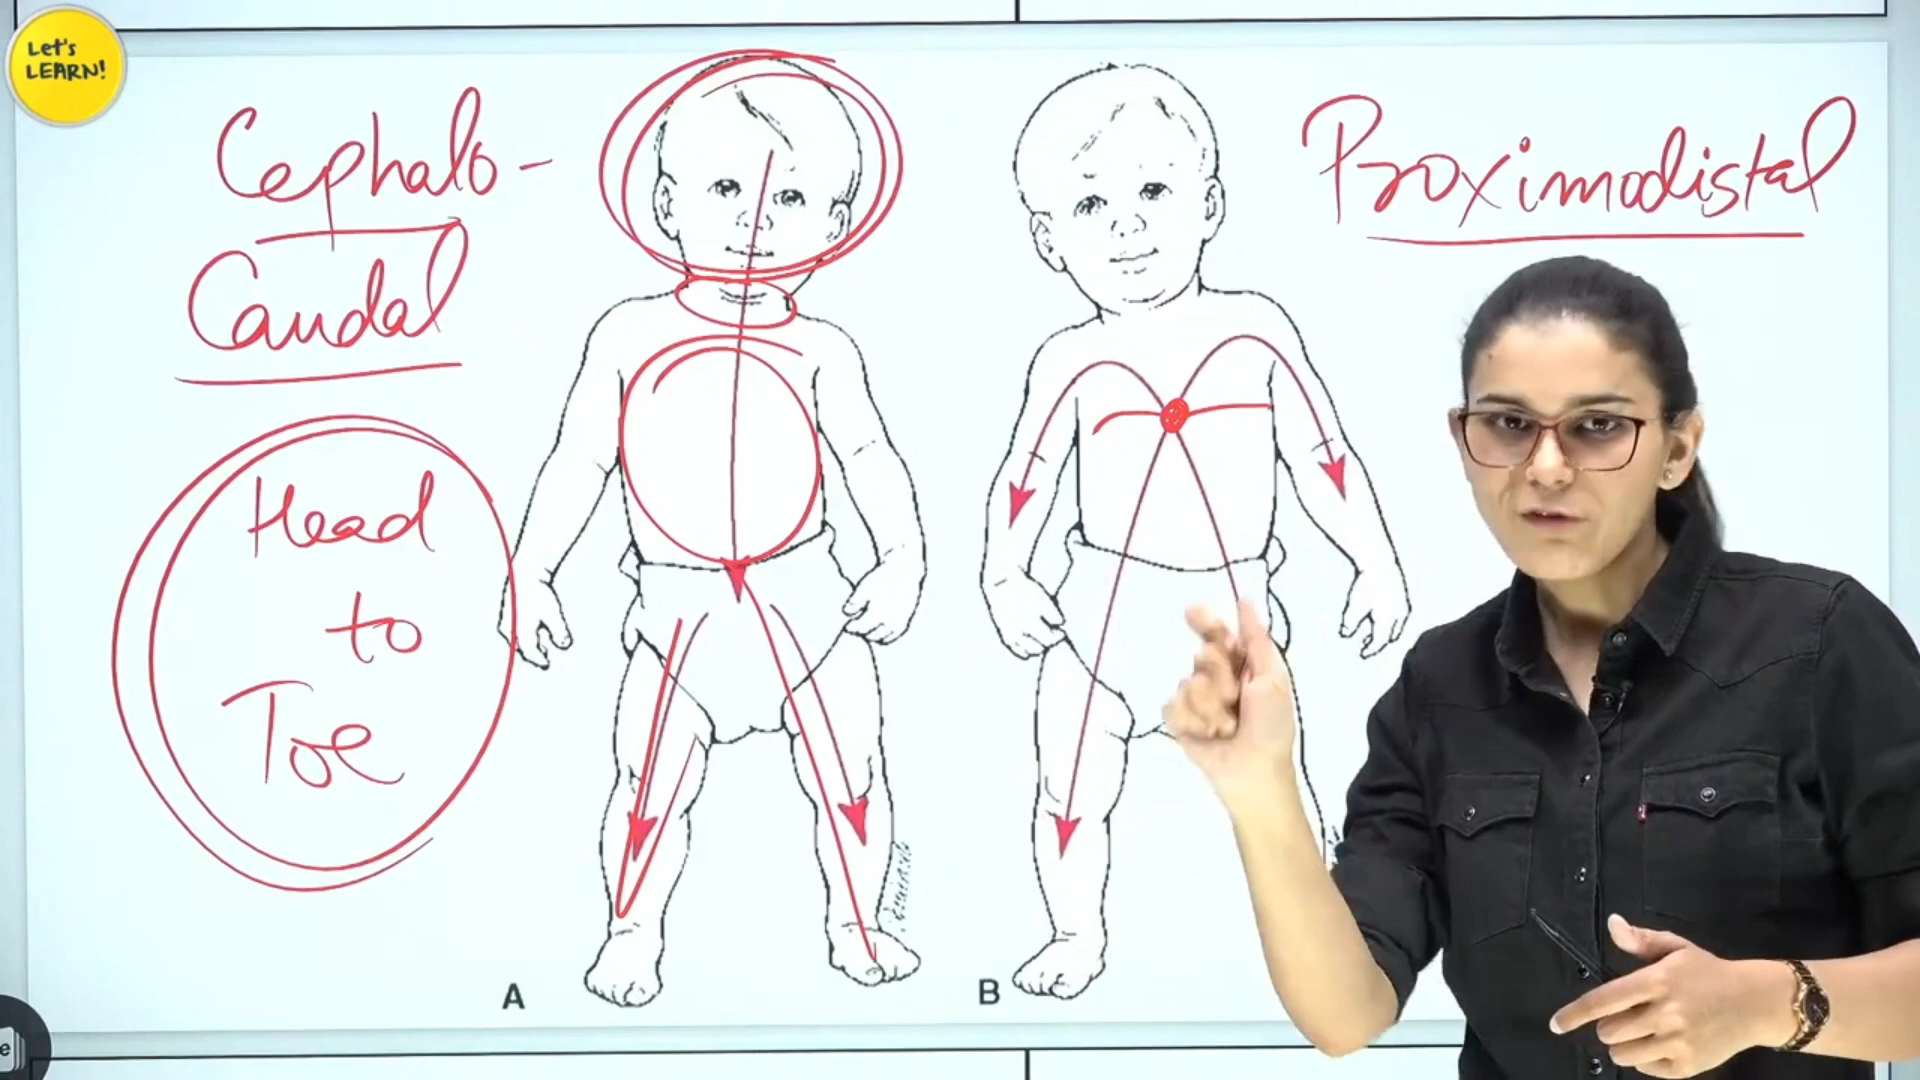 Let's
LEARN!
Cephalo-
Caudal
Head
to
Toe
Proximodistal
A
B
e